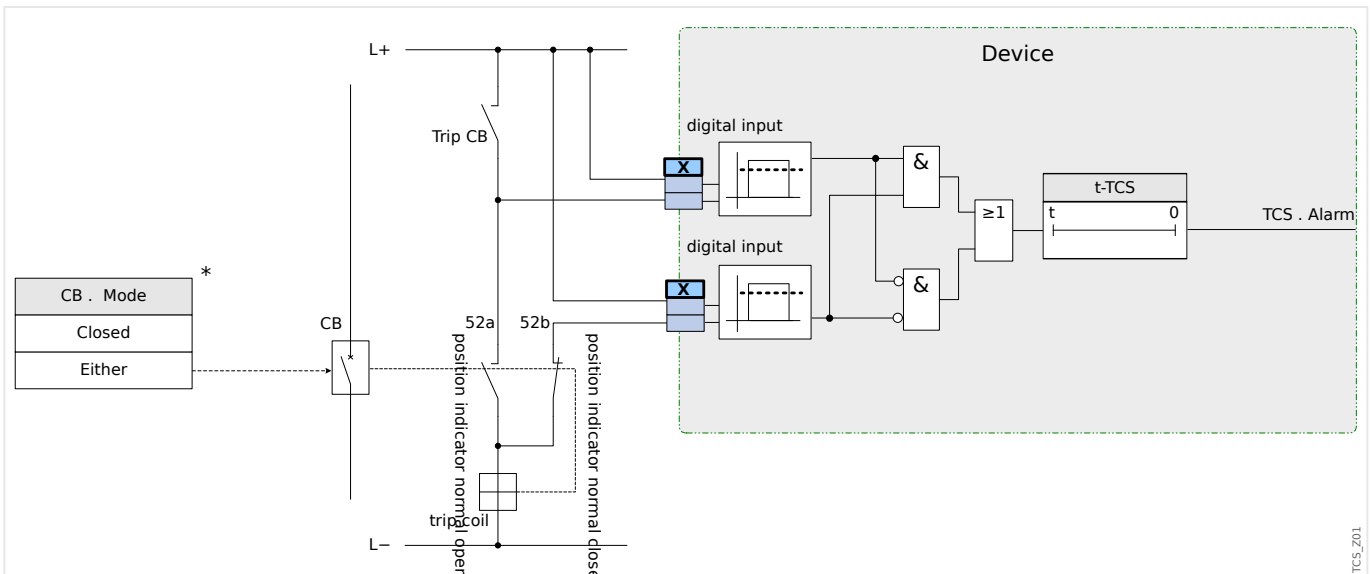 L+
Device
Trip CB
digital input
X
&
t-TCS
t 0
≥1
TCS . Alarm
digital input
X
&
*
CB . Mode
Closed
Either
CB
52a
52b
position indicator normal open
position indicator normal close
trip coil
L−
TCS_Z01